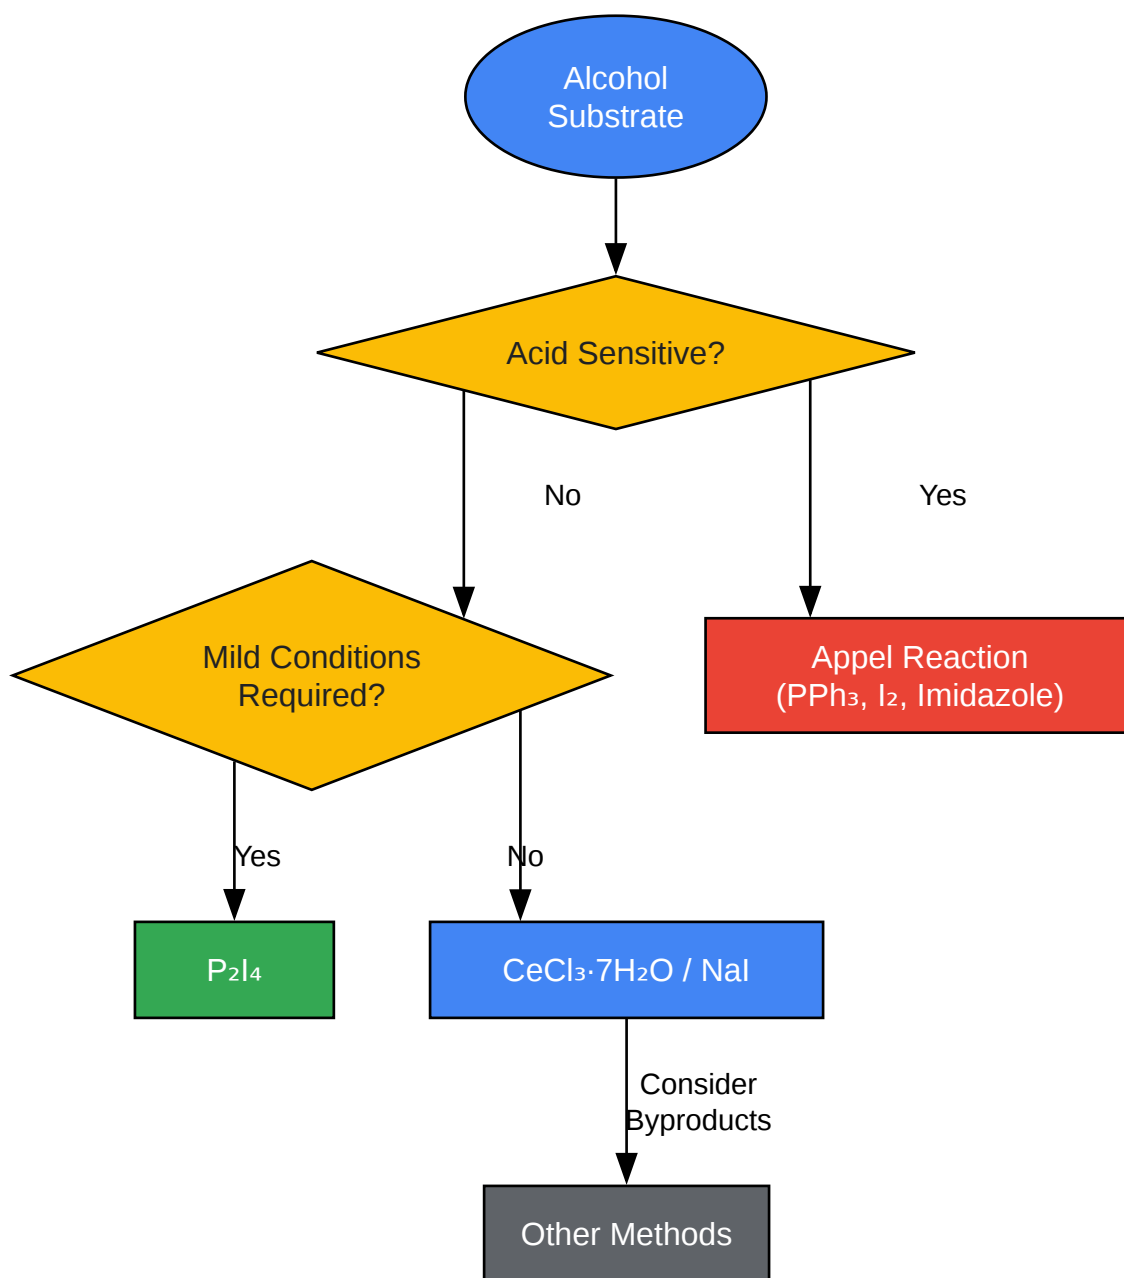 Alcohol
Substrate
Acid Sensitive?
No
Yes
Mild Conditions
Required?
Appel Reaction
(PPh₃, I₂, Imidazole)
Yes
No
P₂I₄
CeCl₃·7H₂O / NaI
Consider
Byproducts
Other Methods